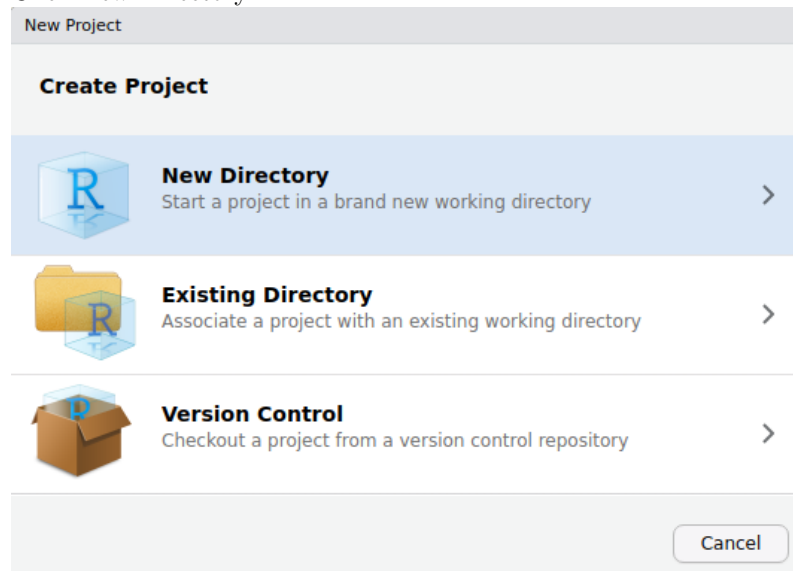 New Project
Create Project
R
New Directory
Start a project in a brand new working directory
R
Existing Directory
Associate a project with an existing working directory
R
Version Control
Checkout a project from a version control repository
Cancel